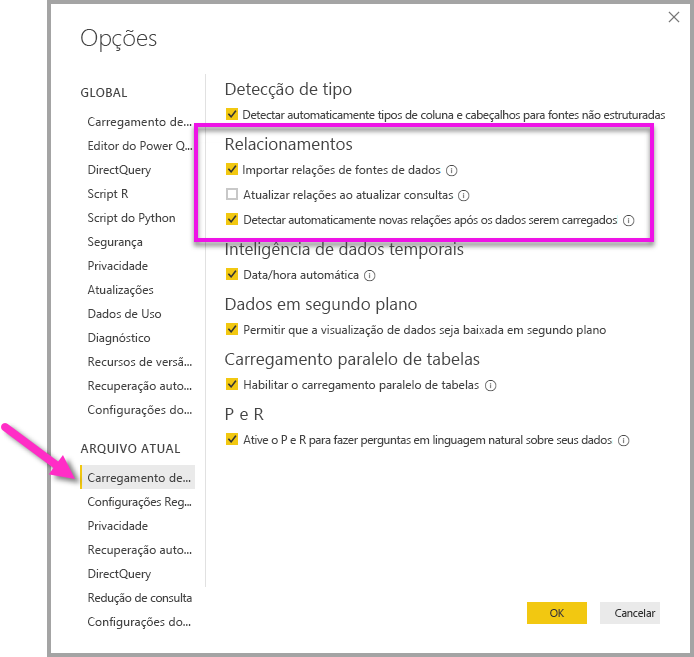 Opções
GLOBAL
Carregamento de...
Editor do Power Q...
DirectQuery
Script R
Script do Python
Segurança
Privacidade
Atualizações
Dados de Uso
Diagnóstico
Recursos de versã...
Recuperação auto...
Configurações do...
ARQUIVO ATUAL
Carregamento de...
Configurações Reg...
Privacidade
Recuperação auto...
DirectQuery
Redução de consulta
Configurações do...
Detecção de tipo
Detectar automaticamente tipos de coluna e cabeçalhos para fontes não estruturadas
Relacionamentos
Importar relações de fontes de dados
Atualizar relações ao atualizar consultas
Detectar automaticamente novas relações após os dados serem carregados
Inteligência de dados temporais
Data/hora automática
Dados em segundo plano
Permitir que a visualização de dados seja baixada em segundo plano
Carregamento paralelo de tabelas
Habilitar o carregamento paralelo de tabelas
P e R
Ative o P e R para fazer perguntas em linguagem natural sobre seus dados
OK
Cancelar